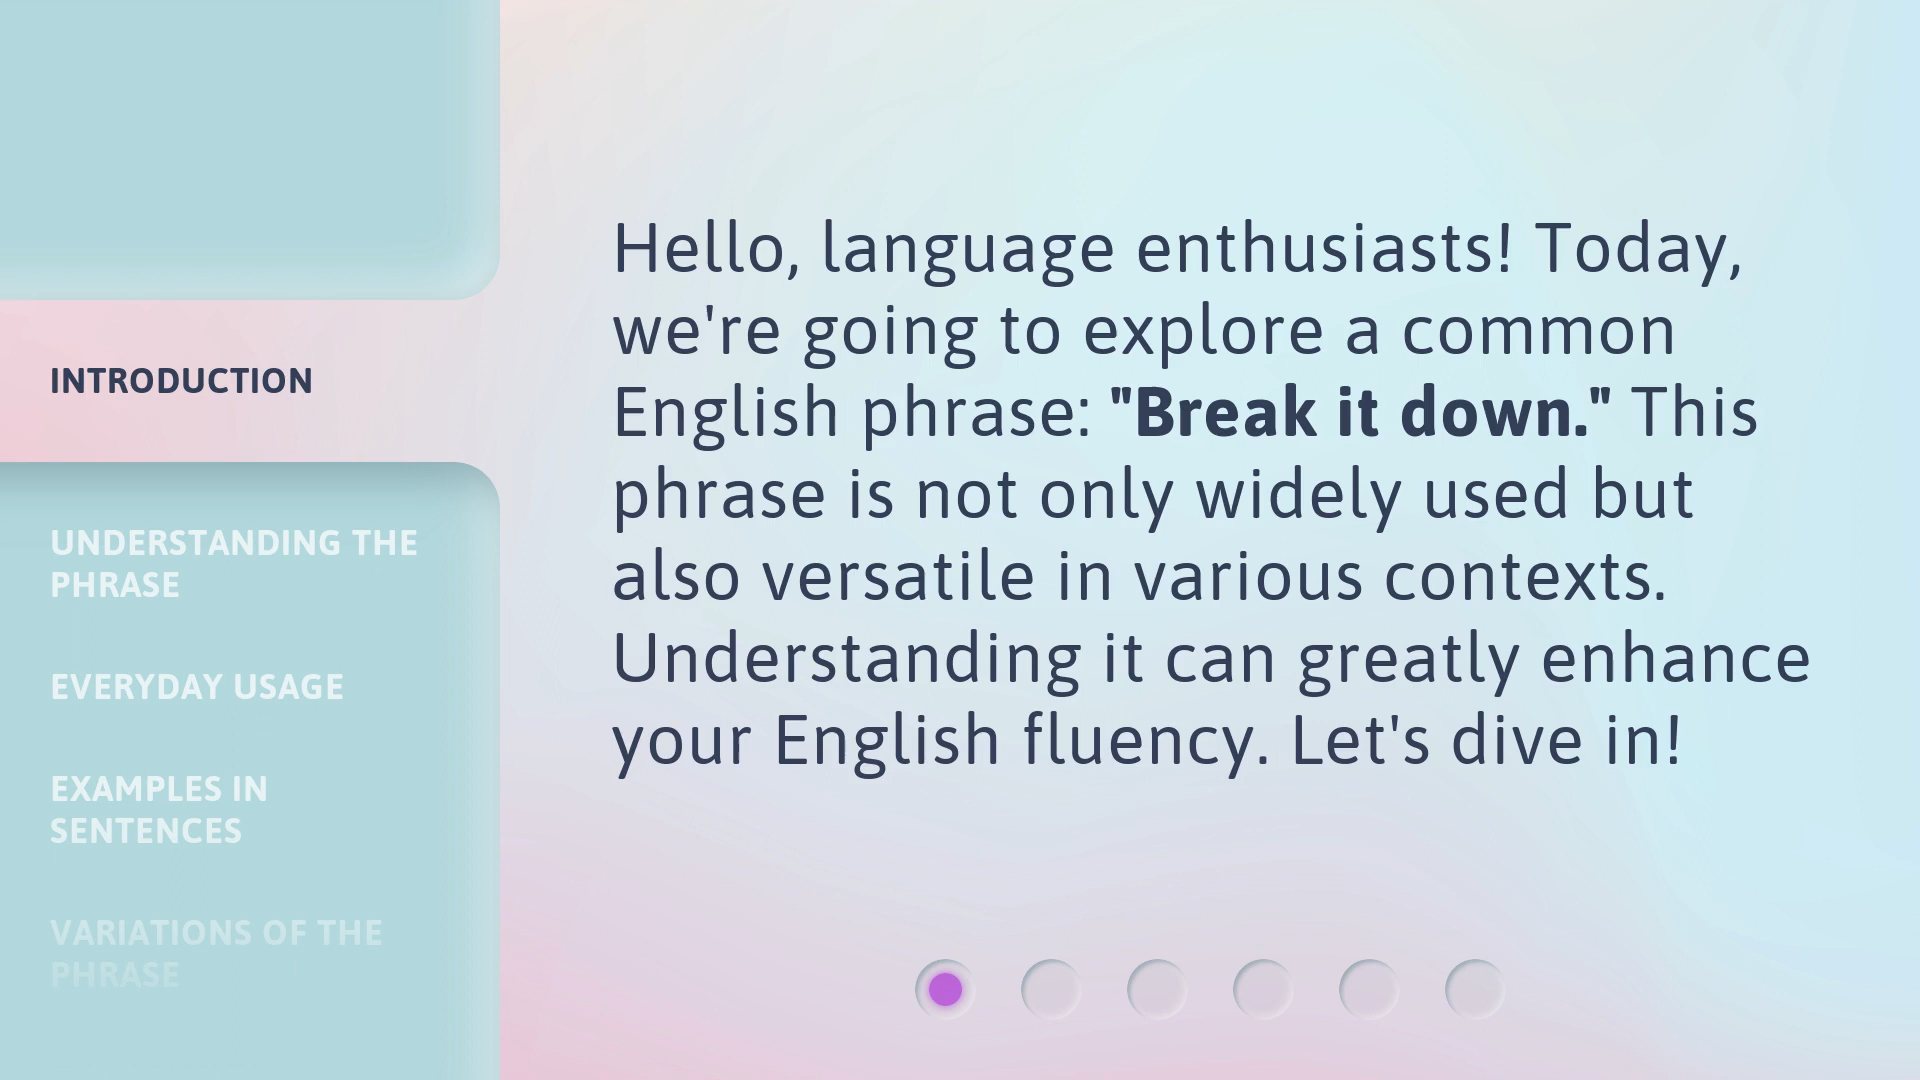 INTRODUCTION
UNDERSTANDING THE
PHRASE
EVERYDAY USAGE
EXAMPLES IN
SENTENCES
VARIATIONS OF THE
PHRASE
Hello, language enthusiasts! Today,
we're going to explore a common
English phrase: "Break it down." This
phrase is not only widely used but
also versatile in various contexts.
Understanding it can greatly enhance
your English fluency. Let's dive in!